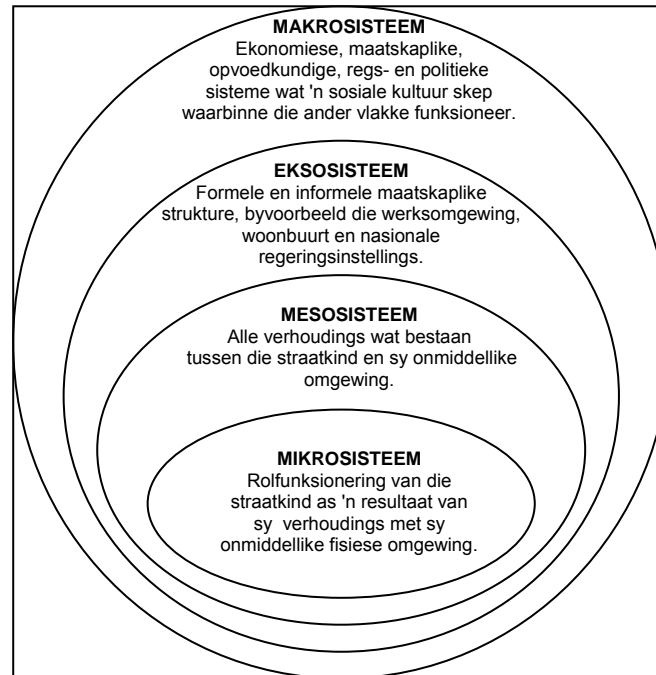 MAKROSISTEEM
Ekonomiese, maatskaplike,
opvoedkundige, regs- en politieke
sisteme wat 'n sosiale kultuur skep
waarbinne die ander vlakke funksioneer.
EKSOSISTEEM
Formele en informele maatskaplike
strukture, byvoorbeeld die werksomgewing,
woonbuurt en nasionale
regeringsinstellings.
MESOSISTEEM
Alle verhoudings wat bestaan
tussen die straatkind en sy onmiddellike
omgewing.
MIKROSISTEEM
Rolfunksionering van die
straatkind as 'n resultaat van
sy verhoudings met sy
onmiddellike fisiese omgewing.